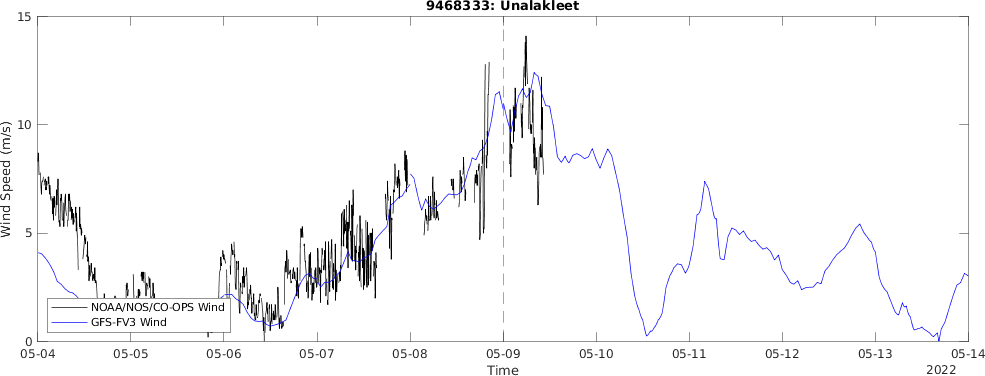 9468333: Unalakleet
15
10
5
0
Wind Speed (m/s)
NOAA/NOS/CO-OPS Wind
GFS-FV3 Wind
05-04 05-05 05-06 05-07 05-08 05-09 05-10 05-11 05-12 05-13 05-14
Time
2022